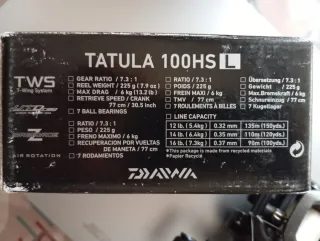 TATULA 100HS L
TWS
T-Wing System
GEAR RATIO / 7.3 : 1
REEL WEIGHT / 225 g (7.9 oz)
MAX DRAG / 6 kg (13.2 lb)
RETRIEVE SPEED / CRANK
77 cm / 30.5 inch
7 BALL BEARINGS
RATIO / 7.3 : 1
PESO / 225 g
FRENO MAXIMO / 6 kg
RECUPERACION POR VUELTAS
DE MANETA / 77 cm
7 RODAMIENTOS
RATIO / 7.3 : 1
POIDS / 225 g
FREIN MAXI / 6 kg
TMV / 77 cm
7 ROULEMENTS À BILLES
Übersetzung / 7.3 : 1
Gewicht / 225 g
Max.Bremskraft / 6 kg
Schnureinzug / 77 cm
7 Kugellager
LINE CAPACITY
12 lb. (5.4kg) 0.32 mm 135m (150yds.)
14 lb. (6.4kg) 0.35 mm 110m (120yds.)
16 lb. (7.3kg) 0.37 mm 90m (100yds.)
This package is made from recycled materials
Papier Recyclé
AIR ROTATION
DAIWA